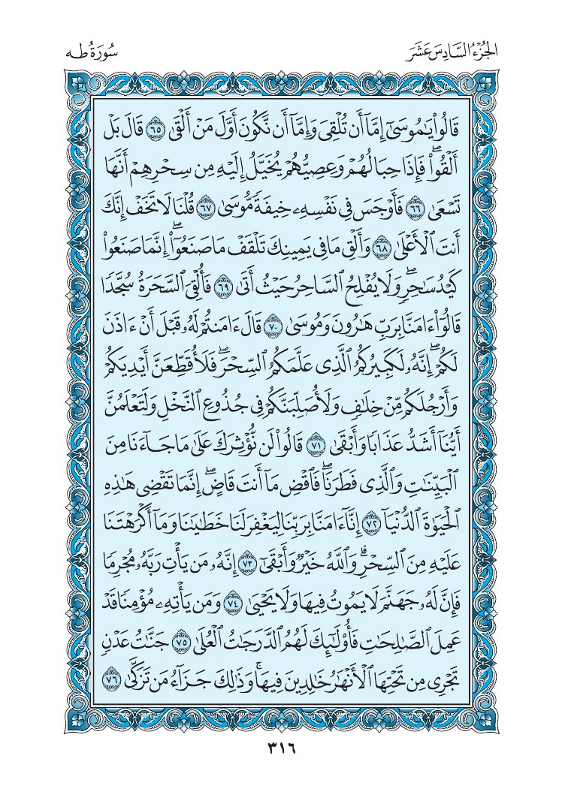 الجُزْءُ السَّادِسَ عَشَرَ
سُورَةُ طه
قَالُواْ يَٰمُوسَىٰٓ إِمَّآ أَن تُلْقِىَ وَإِمَّآ أَن نَّكُونَ أَوَّلَ مَنْ أَلْقَىٰ ٦٥ قَالَ بَلْ
أَلْقُواْۖ فَإِذَا حِبَالُهُمْ وَعِصِيُّهُمْ يُخَيَّلُ إِلَيْهِ مِن سِحْرِهِمْ أَنَّهَا
تَسْعَىٰ ٦٦ فَأَوْجَسَ فِى نَفْسِهِۦ خِيفَةً مُّوسَىٰ ٦٧ قُلْنَا لَا تَخَفْ إِنَّكَ
أَنتَ ٱلْأَعْلَىٰ ٦٨ وَأَلْقِ مَا فِى يَمِينِكَ تَلْقَفْ مَا صَنَعُوٓاْۖ إِنَّمَا صَنَعُواْ
كَيْدُ سَٰحِرٍۖ وَلَا يُفْلِحُ ٱلسَّاحِرُ حَيْثُ أَتَىٰ ٦٩ فَأُلْقِىَ ٱلسَّحَرَةُ سُجَّدًا
قَالُوٓاْ ءَامَنَّا بِرَبِّ هَٰرُونَ وَمُوسَىٰ ٧٠ قَالَ ءَامَنتُمْ لَهُۥ قَبْلَ أَنْ ءَاذَنَ
لَكُمْۖ إِنَّهُۥ لَكَبِيرُكُمُ ٱلَّذِى عَلَّمَكُمُ ٱلسِّحْرَۖ فَلَأُقَطِّعَنَّ أَيْدِيَكُمْ
وَأَرْجُلَكُم مِّنْ خِلَٰفٍ وَلَأُصَلِّبَنَّكُمْ فِى جُذُوعِ ٱلنَّخْلِ وَلَتَعْلَمُنَّ
أَيُّنَآ أَشَدُّ عَذَابًا وَأَبْقَىٰ ٧١ قَالُواْ لَن نُّؤْثِرَكَ عَلَىٰ مَا جَآءَنَا مِنَ
ٱلْبَيِّنَٰتِ وَٱلَّذِى فَطَرَنَاۖ فَٱقْضِ مَآ أَنتَ قَاضٍۖ إِنَّمَا تَقْضِى هَٰذِهِ
ٱلْحَيَوٰةَ ٱلدُّنْيَآ ٧٢ إِنَّآ ءَامَنَّا بِرَبِّنَا لِيَغْفِرَ لَنَا خَطَٰيَٰنَا وَمَآ أَكْرَهْتَنَا
عَلَيْهِ مِنَ ٱلسِّحْرِۗ وَٱللَّهُ خَيْرٌ وَأَبْقَىٰٓ ٧٣ إِنَّهُۥ مَن يَأْتِ رَبَّهُۥ مُجْرِمًا
فَإِنَّ لَهُۥ جَهَنَّمَ لَا يَمُوتُ فِيهَا وَلَا يَحْيَىٰ ٧٤ وَمَن يَأْتِهِۦ مُؤْمِنًا قَدْ
عَمِلَ ٱلصَّٰلِحَٰتِ فَأُوْلَٰٓئِكَ لَهُمُ ٱلدَّرَجَٰتُ ٱلْعُلَىٰ ٧٥ جَنَّٰتُ عَدْنٍ
تَجْرِى مِن تَحْتِهَا ٱلْأَنْهَٰرُ خَٰلِدِينَ فِيهَاۚ وَذَٰلِكَ جَزَآءُ مَن تَزَكَّىٰ ٧٦
٣١٦